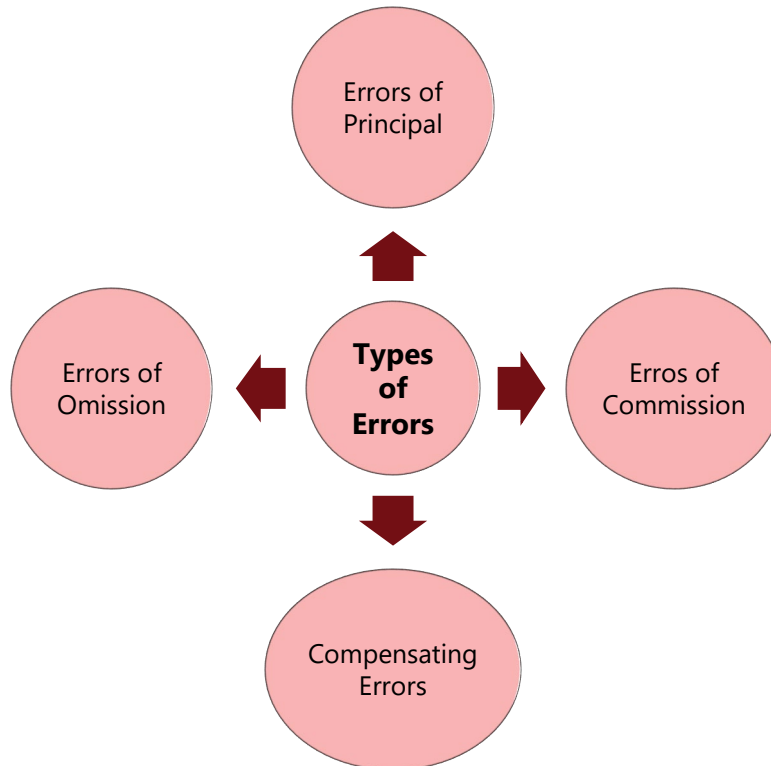 Errors of
Principal
Errors of
Omission
Types
of
Errors
Erros of
Commission
Compensating
Errors